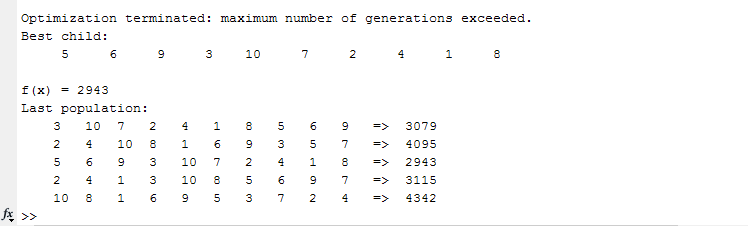 Optimization terminated: maximum number of generations exceeded.
Best child:
5 6 9 3 10 7 2 4 1 8
f(x) = 2943
Last population:
3 10 7 2 4 1 8 5 6 9 => 3079
2 4 10 8 1 6 9 3 5 7 => 4095
5 6 9 3 10 7 2 4 1 8 => 2943
2 4 1 3 10 8 5 6 9 7 => 3115
10 8 1 6 9 5 3 7 2 4 => 4342
fx >>